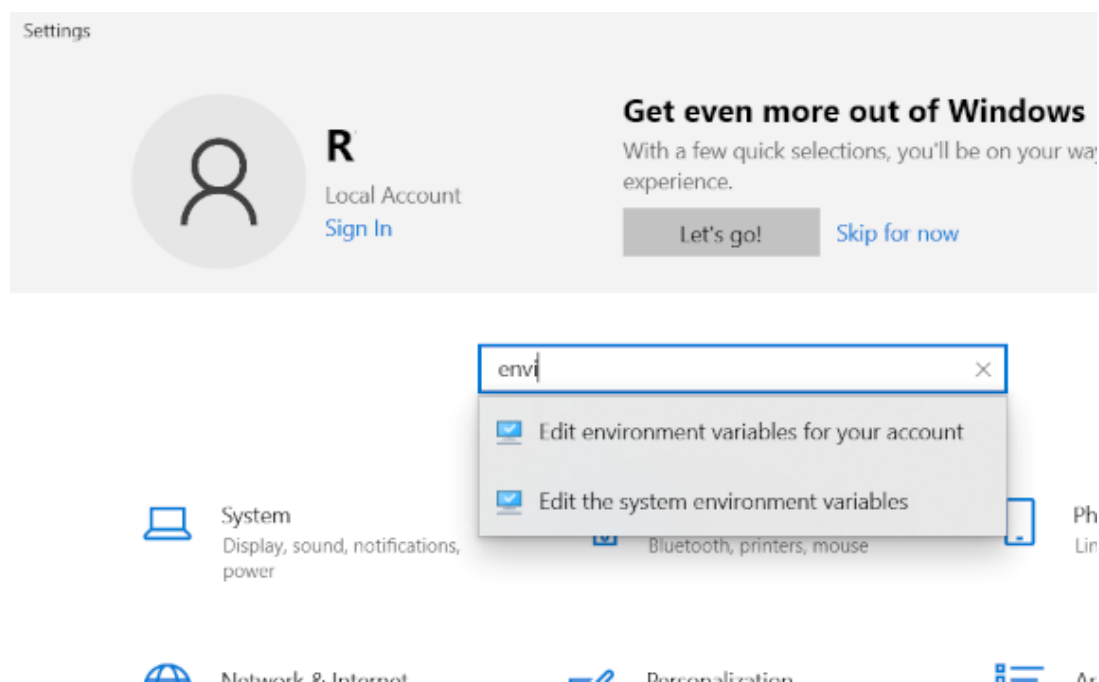 Settings
R
Local Account
Sign In
Get even more out of Windows
With a few quick selections, you'll be on your way
experience.
Let's go!
Skip for now
envi
Edit environment variables for your account
Edit the system environment variables
System
Display, sound, notifications,
power
Bluetooth, printers, mouse
Ph
Lin
Network & Internet
Personalization